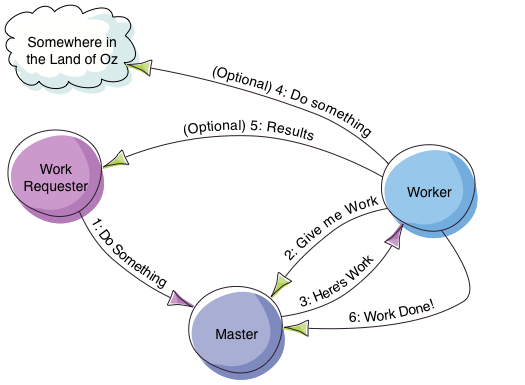 Somewhere in
the Land of Oz
(Optional) 4: Do something
(Optional) 5: Results
Work
Requester
Worker
1: Do Something
2: Give me Work
3: Here's Work
6: Work Done!
Master